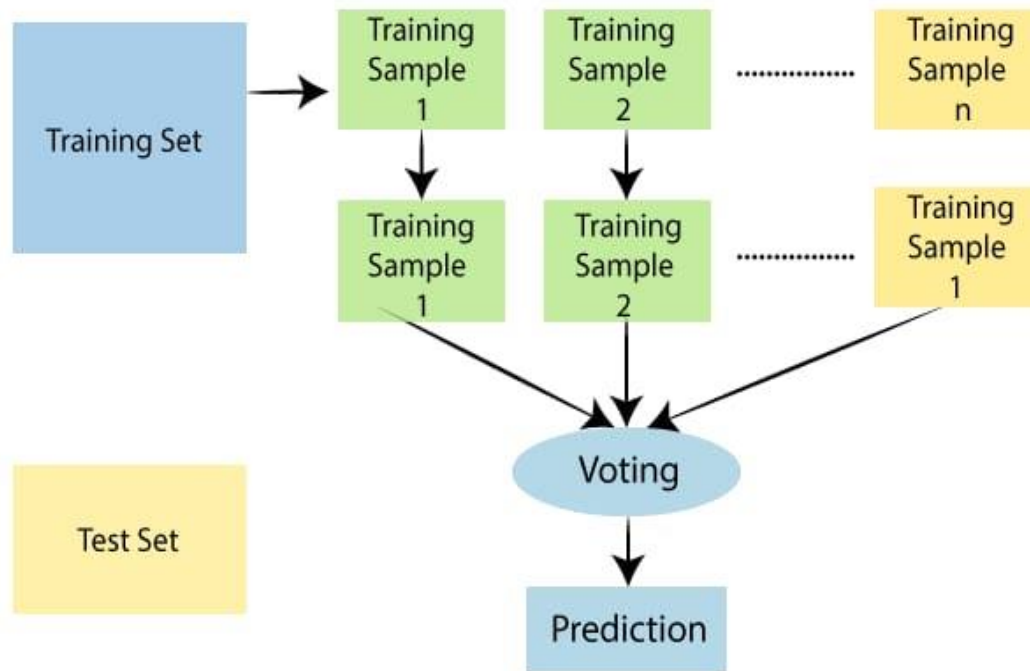 Training Set
Training
Sample
1
Training
Sample
2
Training
Sample
n
Training
Sample
1
Training
Sample
2
Training
Sample
1
Voting
Test Set
Prediction